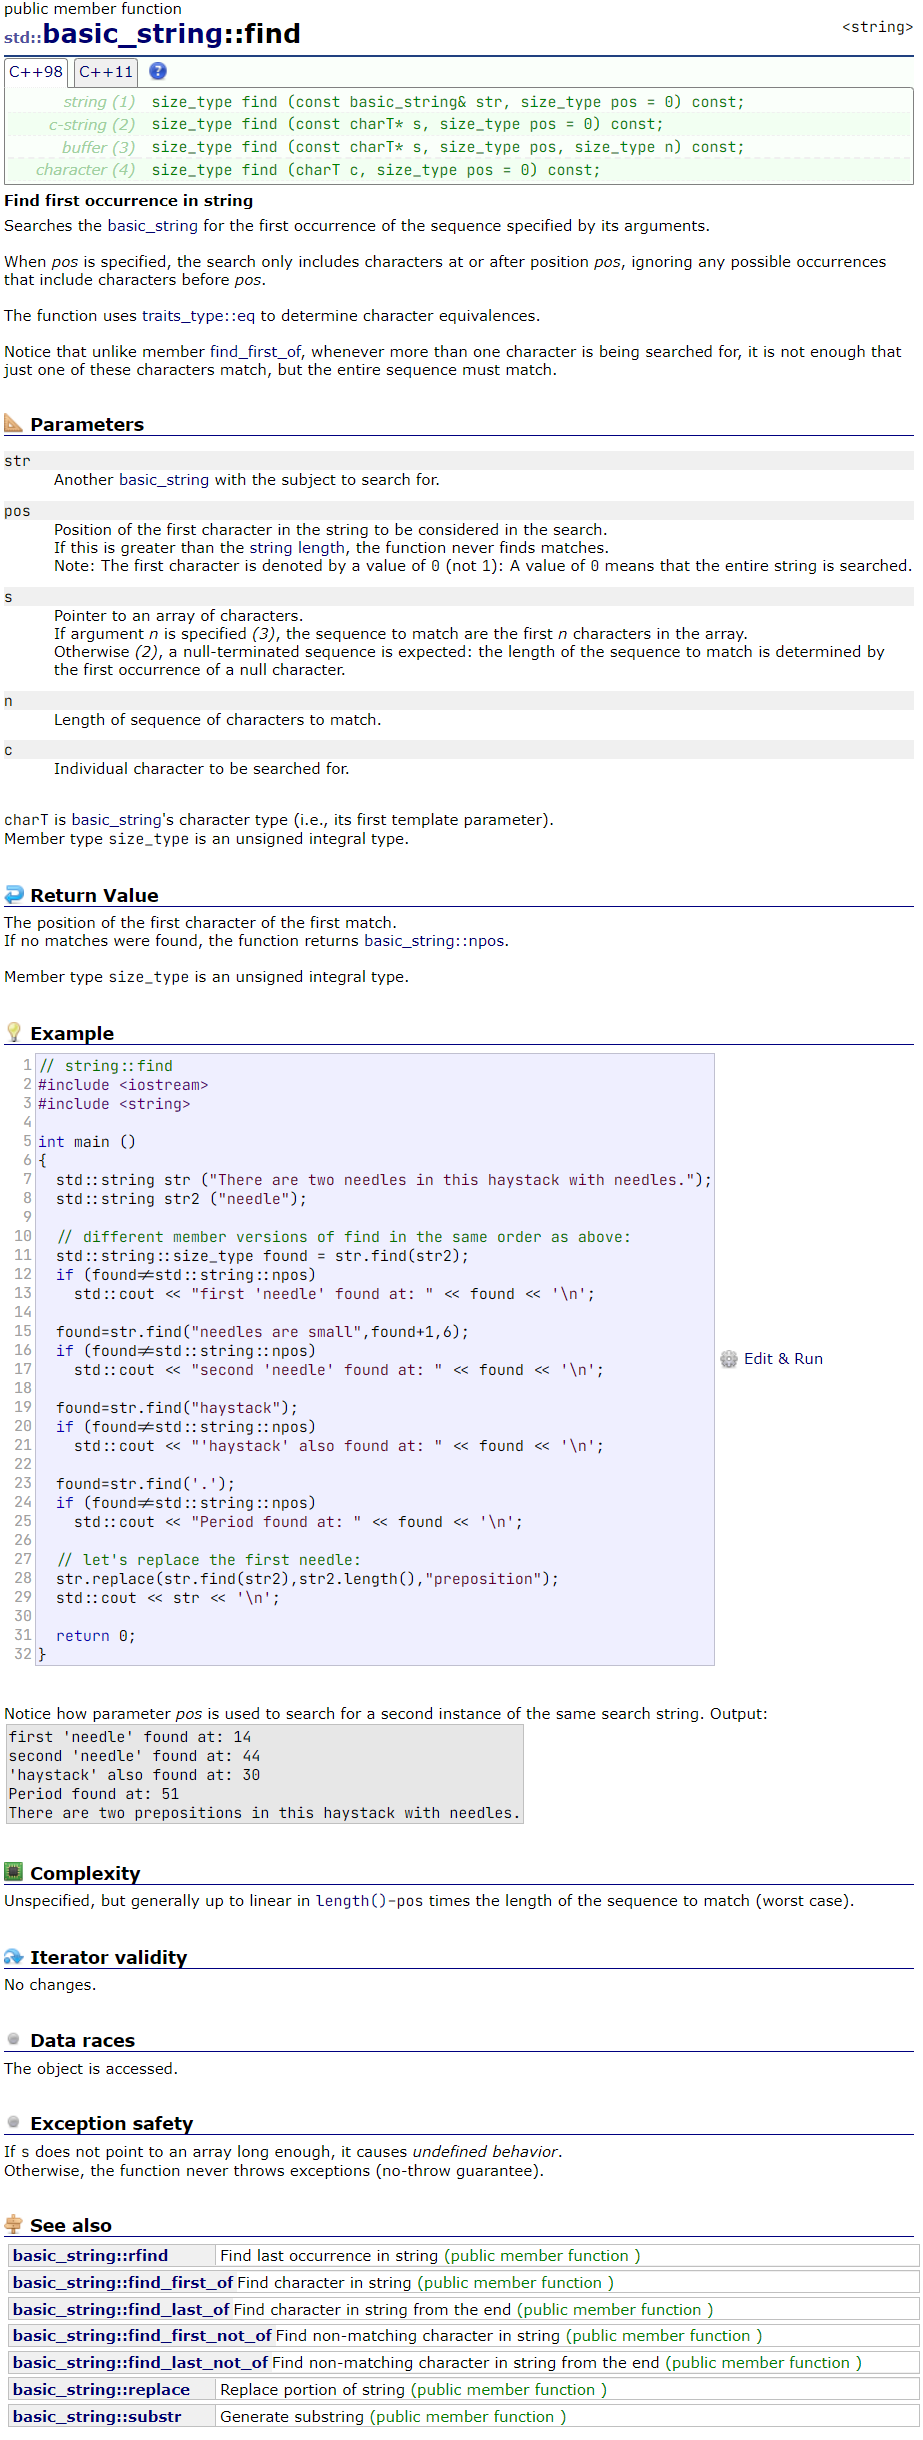 public member function
std::basic_string::find
<string>
C++98 C++11 ?
string (1) size_type find (const basic_string& str, size_type pos = 0) const;
c-string (2) size_type find (const charT* s, size_type pos = 0) const;
buffer (3) size_type find (const charT* s, size_type pos, size_type n) const;
character (4) size_type find (charT c, size_type pos = 0) const;
Find first occurrence in string
Searches the basic_string for the first occurrence of the sequence specified by its arguments.
When pos is specified, the search only includes characters at or after position pos, ignoring any possible occurrences
that include characters before pos.
The function uses traits_type::eq to determine character equivalences.
Notice that unlike member find_first_of, whenever more than one character is being searched for, it is not enough that
just one of these characters match, but the entire sequence must match.
Parameters
str
Another basic_string with the subject to search for.
pos
Position of the first character in the string to be considered in the search.
If this is greater than the string length, the function never finds matches.
Note: The first character is denoted by a value of 0 (not 1): A value of 0 means that the entire string is searched.
s
Pointer to an array of characters.
If argument n is specified (3), the sequence to match are the first n characters in the array.
Otherwise (2), a null-terminated sequence is expected: the length of the sequence to match is determined by
the first occurrence of a null character.
n
Length of sequence of characters to match.
c
Individual character to be searched for.
charT is basic_string's character type (i.e., its first template parameter).
Member type size_type is an unsigned integral type.
Return Value
The position of the first character of the first match.
If no matches were found, the function returns basic_string::npos.
Member type size_type is an unsigned integral type.
Example
1 // string::find
2 #include <iostream>
3 #include <string>
4
5 int main ()
6 {
7   std::string str ("There are two needles in this haystack with needles.");
8   std::string str2 ("needle");
9
10   // different member versions of find in the same order as above:
11   std::string::size_type found = str.find(str2);
12   if (found!=std::string::npos)
13     std::cout << "first 'needle' found at: " << found << '\n';
14
15   found=str.find("needles are small",found+1,6);
16   if (found!=std::string::npos)
17     std::cout << "second 'needle' found at: " << found << '\n';
18
19   found=str.find("haystack");
20   if (found!=std::string::npos)
21     std::cout << "'haystack' also found at: " << found << '\n';
22
23   found=str.find('.');
24   if (found!=std::string::npos)
25     std::cout << "Period found at: " << found << '\n';
26
27   // let's replace the first needle:
28   str.replace(str.find(str2),str2.length(),"preposition");
29   std::cout << str << '\n';
30
31   return 0;
32 }
Edit & Run
Notice how parameter pos is used to search for a second instance of the same search string. Output:
first 'needle' found at: 14
second 'needle' found at: 44
'haystack' also found at: 30
Period found at: 51
There are two prepositions in this haystack with needles.
Complexity
Unspecified, but generally up to linear in length()-pos times the length of the sequence to match (worst case).
Iterator validity
No changes.
Data races
The object is accessed.
Exception safety
If s does not point to an array long enough, it causes undefined behavior.
Otherwise, the function never throws exceptions (no-throw guarantee).
See also
basic_string::rfind Find last occurrence in string (public member function )
basic_string::find_first_of Find character in string (public member function )
basic_string::find_last_of Find character in string from the end (public member function )
basic_string::find_first_not_of Find non-matching character in string (public member function )
basic_string::find_last_not_of Find non-matching character in string from the end (public member function )
basic_string::replace Replace portion of string (public member function )
basic_string::substr Generate substring (public member function )